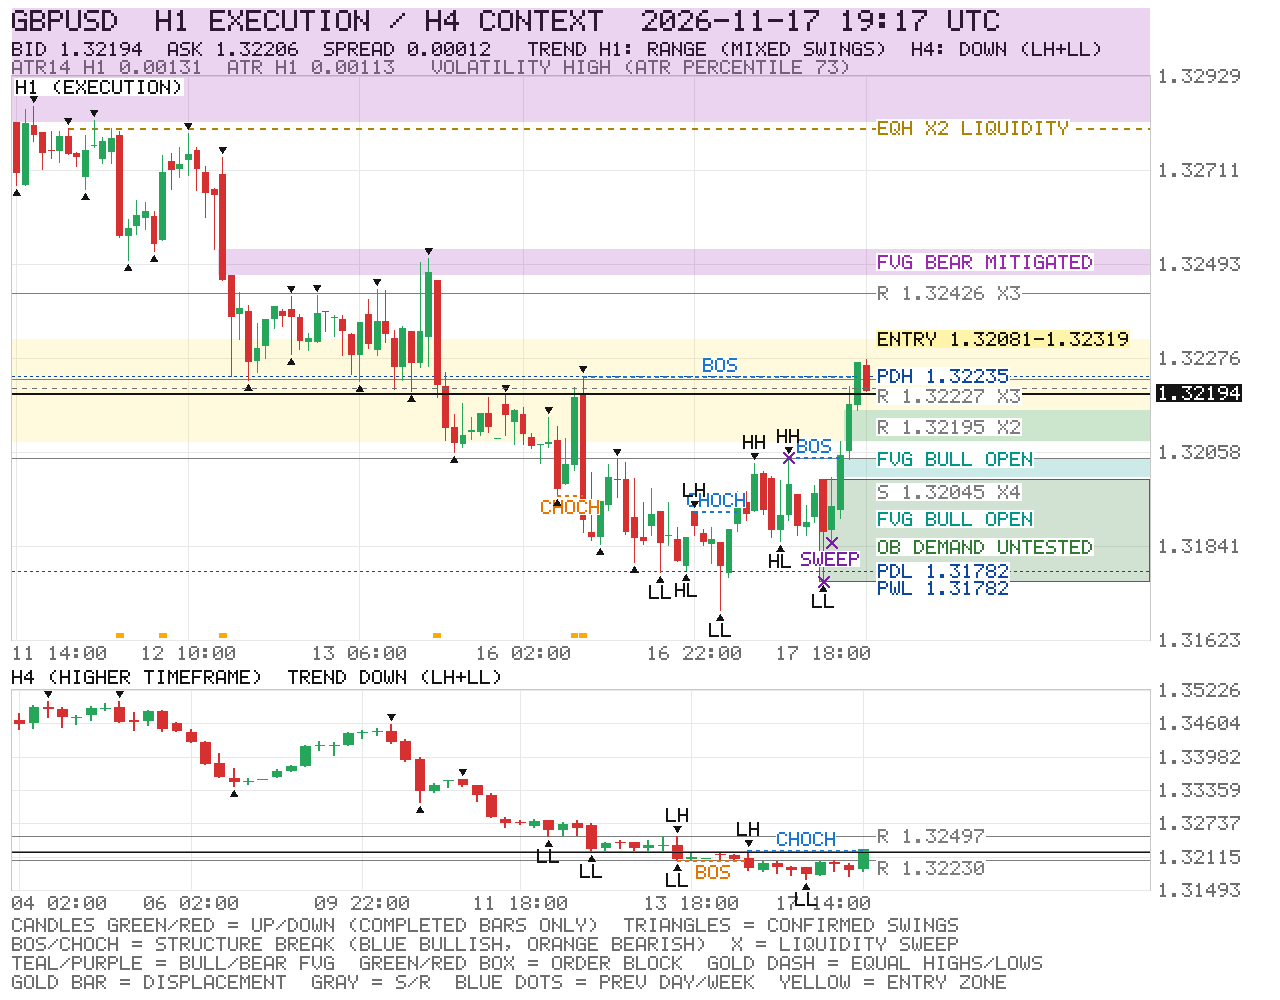 GBPUSD  H1 EXECUTION / H4 CONTEXT  2026-11-17 19:17 UTC
BID 1.32194  ASK 1.32206  SPREAD 0.00012   TREND H1: RANGE (MIXED SWINGS)  H4: DOWN (LH+LL)
ATR14 H1 0.00131  ATR H1 0.00113   VOLATILITY HIGH (ATR PERCENTILE 73)
1.32929
H1 (EXECUTION)
EQH X2 LIQUIDITY
1.32711
FVG BEAR MITIGATED
1.32493
R 1.32426 X3
ENTRY 1.32081-1.32319
1.32276
BOS
PDH 1.32235
R 1.32227 X3
1.32194
R 1.32195 X2
HH HH BOS
1.32058
FVG BULL OPEN
LH
S 1.32045 X4
CHOCH CHOCH
FVG BULL OPEN
1.31841
OB DEMAND UNTESTED
HL SWEEP
PDL 1.31782
PWL 1.31782
LL HL LL
LL
1.31623
11 14:00 12 10:00 13 06:00 16 02:00 16 22:00 17 18:00
H4 (HIGHER TIMEFRAME)  TREND DOWN (LH+LL)
1.35226
1.34604
1.33982
1.33359
LH LH
1.32737
R 1.32497
CHOCH
LL
1.32115
R 1.32230
LL LL BOS
1.31493
LL
04 02:00 06 02:00 09 22:00 11 18:00 13 18:00 17 14:00
CANDLES GREEN/RED = UP/DOWN (COMPLETED BARS ONLY)  TRIANGLES = CONFIRMED SWINGS
BOS/CHOCH = STRUCTURE BREAK (BLUE BULLISH, ORANGE BEARISH)  X = LIQUIDITY SWEEP
TEAL/PURPLE = BULL/BEAR FVG  GREEN/RED BOX = ORDER BLOCK  GOLD DASH = EQUAL HIGHS/LOWS
GOLD BAR = DISPLACEMENT  GRAY = S/R  BLUE DOTS = PREV DAY/WEEK  YELLOW = ENTRY ZONE